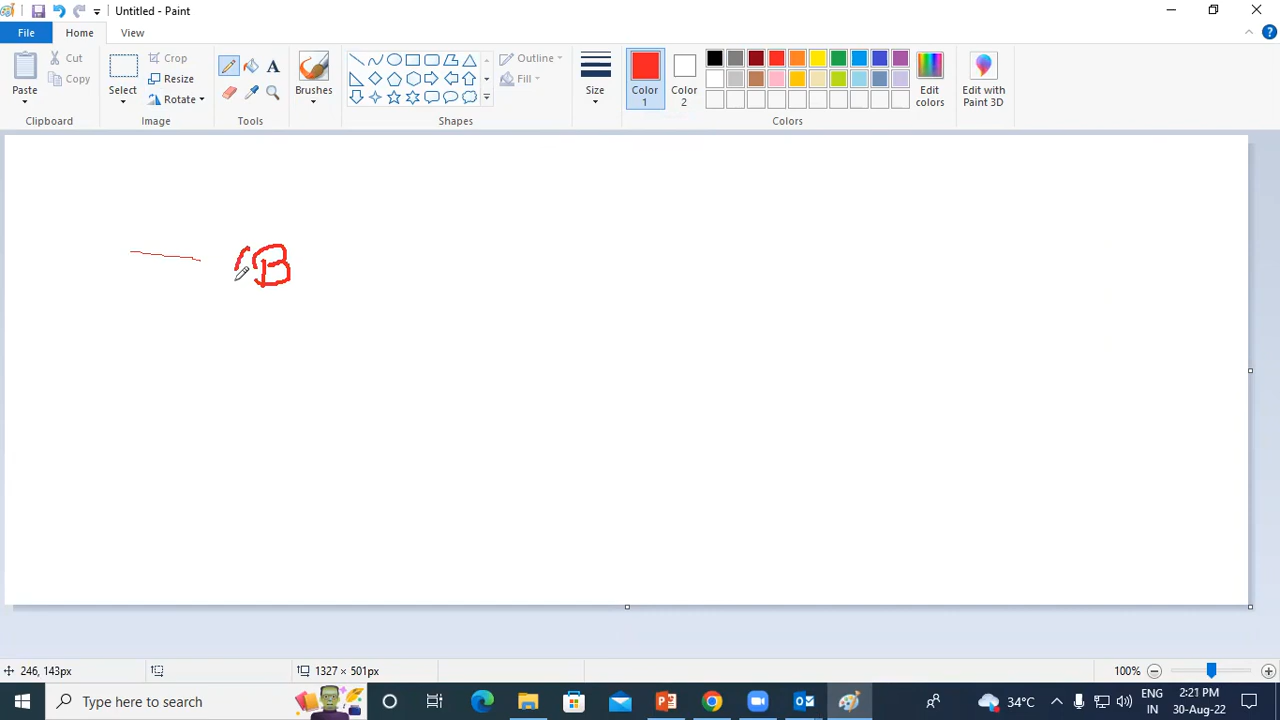 Untitled - Paint
File Home View
Paste
Cut
Copy
Clipboard
Select
Crop
Resize
Rotate
Image
A
Tools
Brushes
Shapes
Outline
Fill
Size
Color 1
Color 2
Edit colors
Colors
Edit with Paint 3D
B
246, 143px
1327 × 501px
100%
Type here to search
34°C
ENG
IN
2:21 PM
30-Aug-22